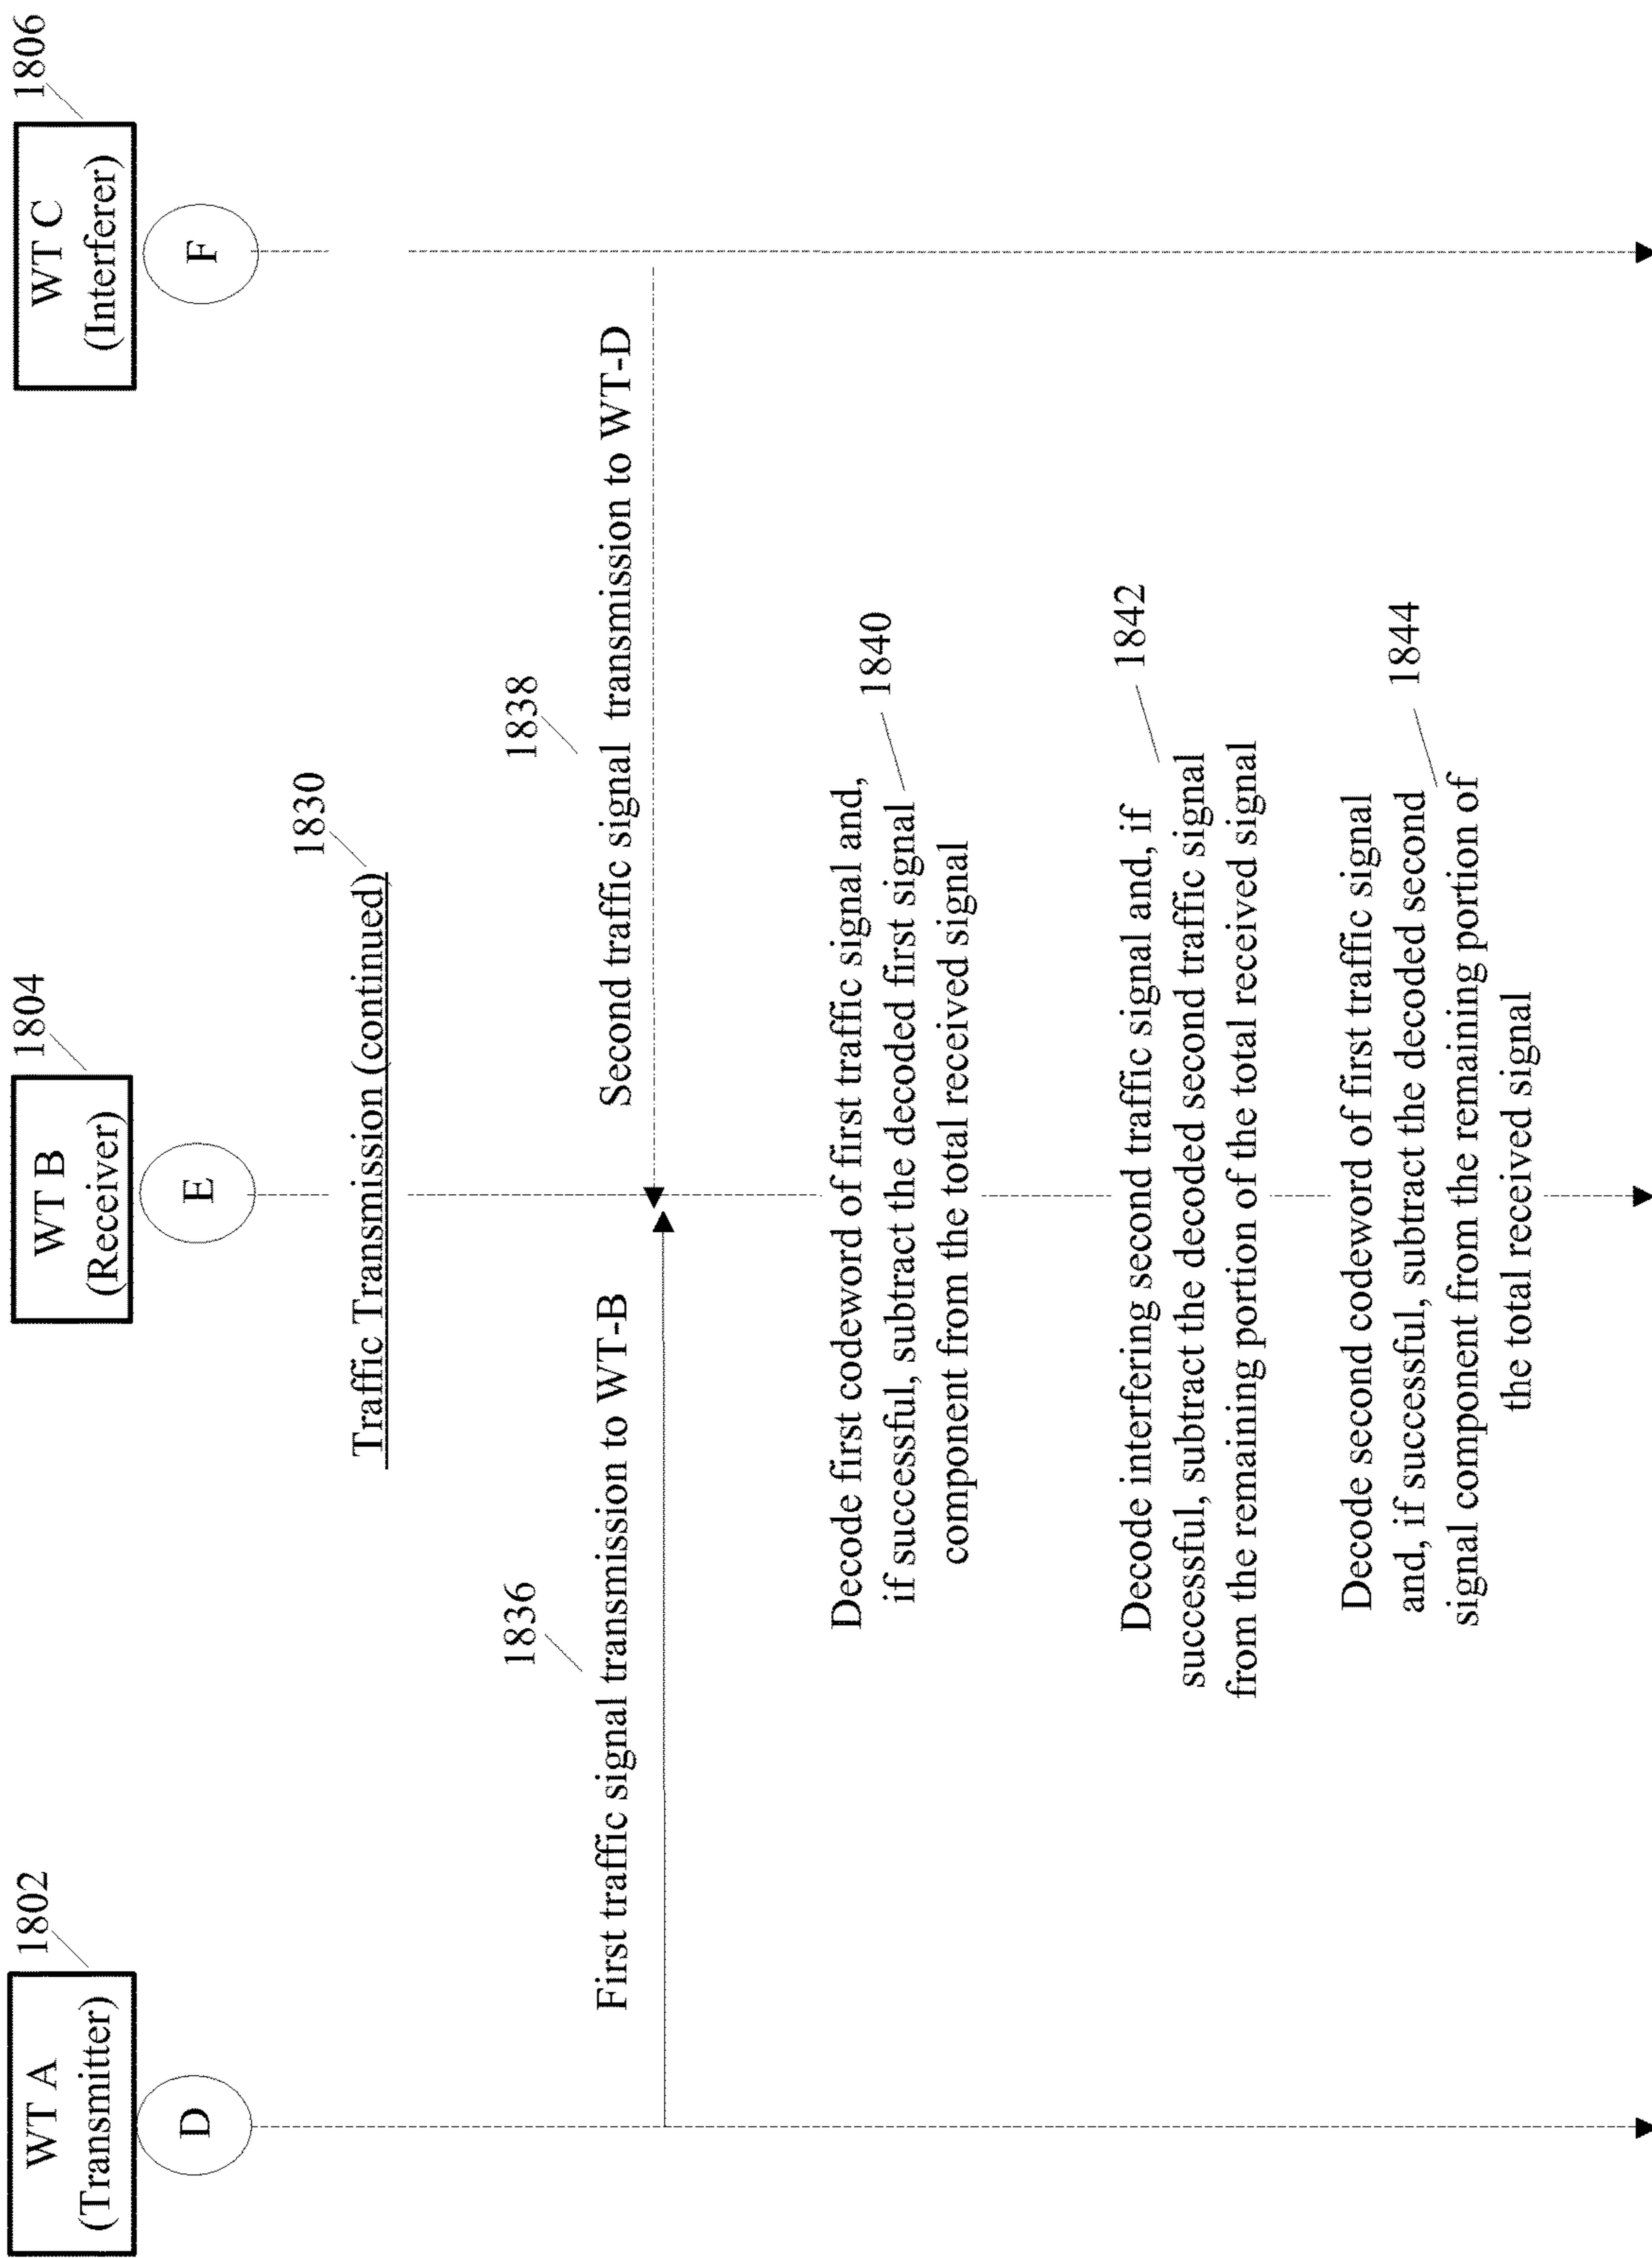 1802
1804
1806
WT A
(Transmitter)
WT B
(Receiver)
WT C
(Interferer)
D
E
F
1830
Traffic Transmission (continued)
1836
1838
First traffic signal transmission to WT-B
Second traffic signal transmission to WT-D
Decode first codeword of first traffic signal and,
if successful, subtract the decoded first signal
component from the total received signal
1840
Decode interfering second traffic signal and, if
successful, subtract the decoded second traffic signal
from the remaining portion of the total received signal
1842
Decode second codeword of first traffic signal
and, if successful, subtract the decoded second
signal component from the remaining portion of
the total received signal
1844